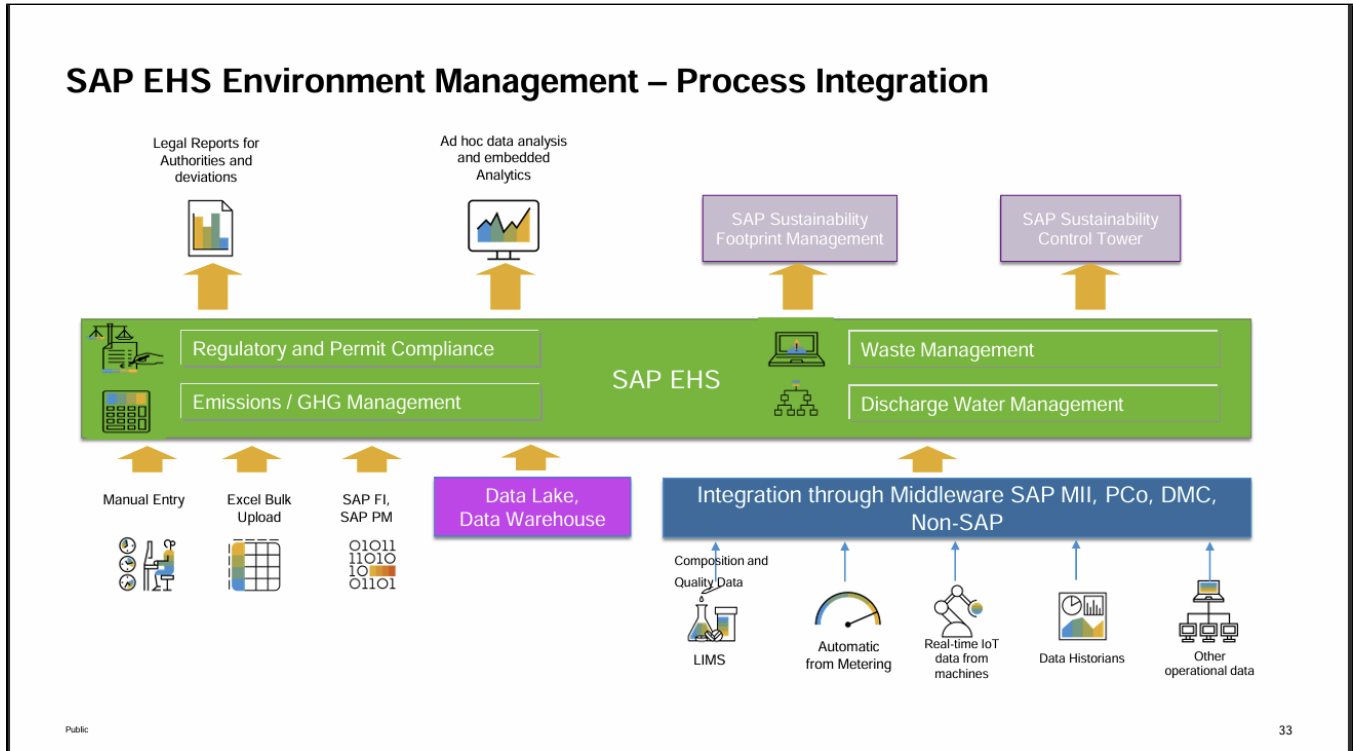 SAP EHS Environment Management – Process Integration
Legal Reports for
Authorities and
deviations
Ad hoc data analysis
and embedded
Analytics
SAP Sustainability
Footprint Management
SAP Sustainability
Control Tower
Regulatory and Permit Compliance
Emissions / GHG Management
SAP EHS
Waste Management
Discharge Water Management
Manual Entry
Excel Bulk
Upload
SAP FI,
SAP PM
01011
11010
10
01101
Data Lake,
Data Warehouse
Integration through Middleware SAP MII, PCo, DMC,
Non-SAP
Composition and
Quality Data
LIMS
Automatic
from Metering
Real-time IoT
data from
machines
Data Historians
Other
operational data
Public
33